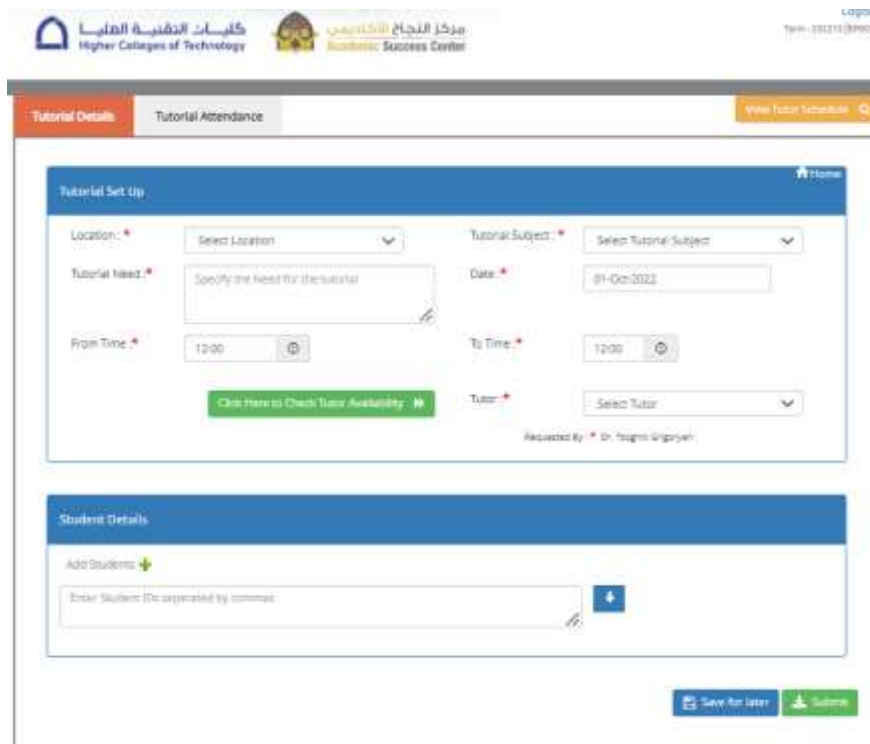 كليات التقنية العليا
Higher Colleges of Technology
مركز النجاح الأكاديمي
Academic Success Center
Logo
Tutorial Details
Tutorial Attendance
View Tutor Schedule
Home
Tutorial Set Up
Location : *
Select Location
Tutorial Subject : *
Select Tutorial Subject
Tutorial Need : *
Specify the Need for the tutorial
Date : *
01-Oct-2022
From Time : *
12:00
To Time : *
12:00
Click Here to Check Tutor Availability
Tutor : *
Select Tutor
Requested By : * Dr. Grigoryan
Student Details
Add Students
Enter Student IDs seperated by commas
Save for later
Submit